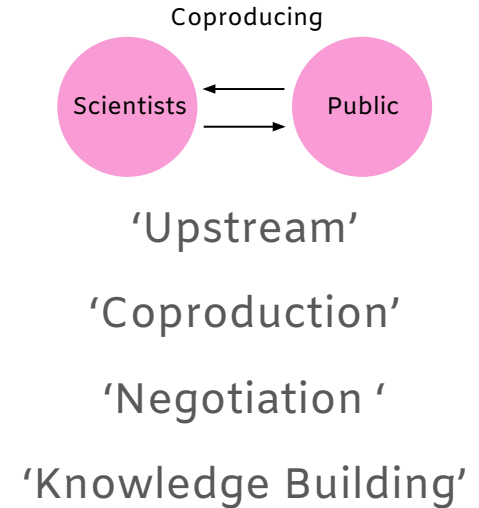 Coproducing
Scientists
Public
‘Upstream’
‘Coproduction’
‘Negotiation ‘
‘Knowledge Building’